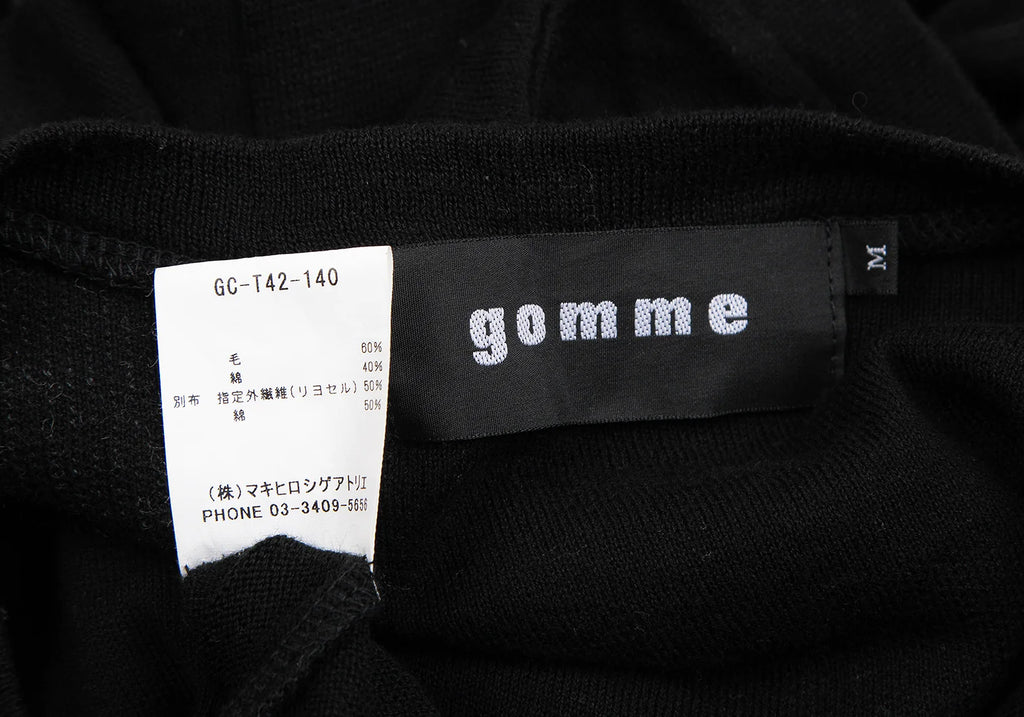 GC-T42-140
毛 60%
綿 40%
別布 指定外繊維(リヨセル) 50%
綿 50%
(株)マキヒロシゲアトリエ
PHONE 03-3409-5656
gomme
M